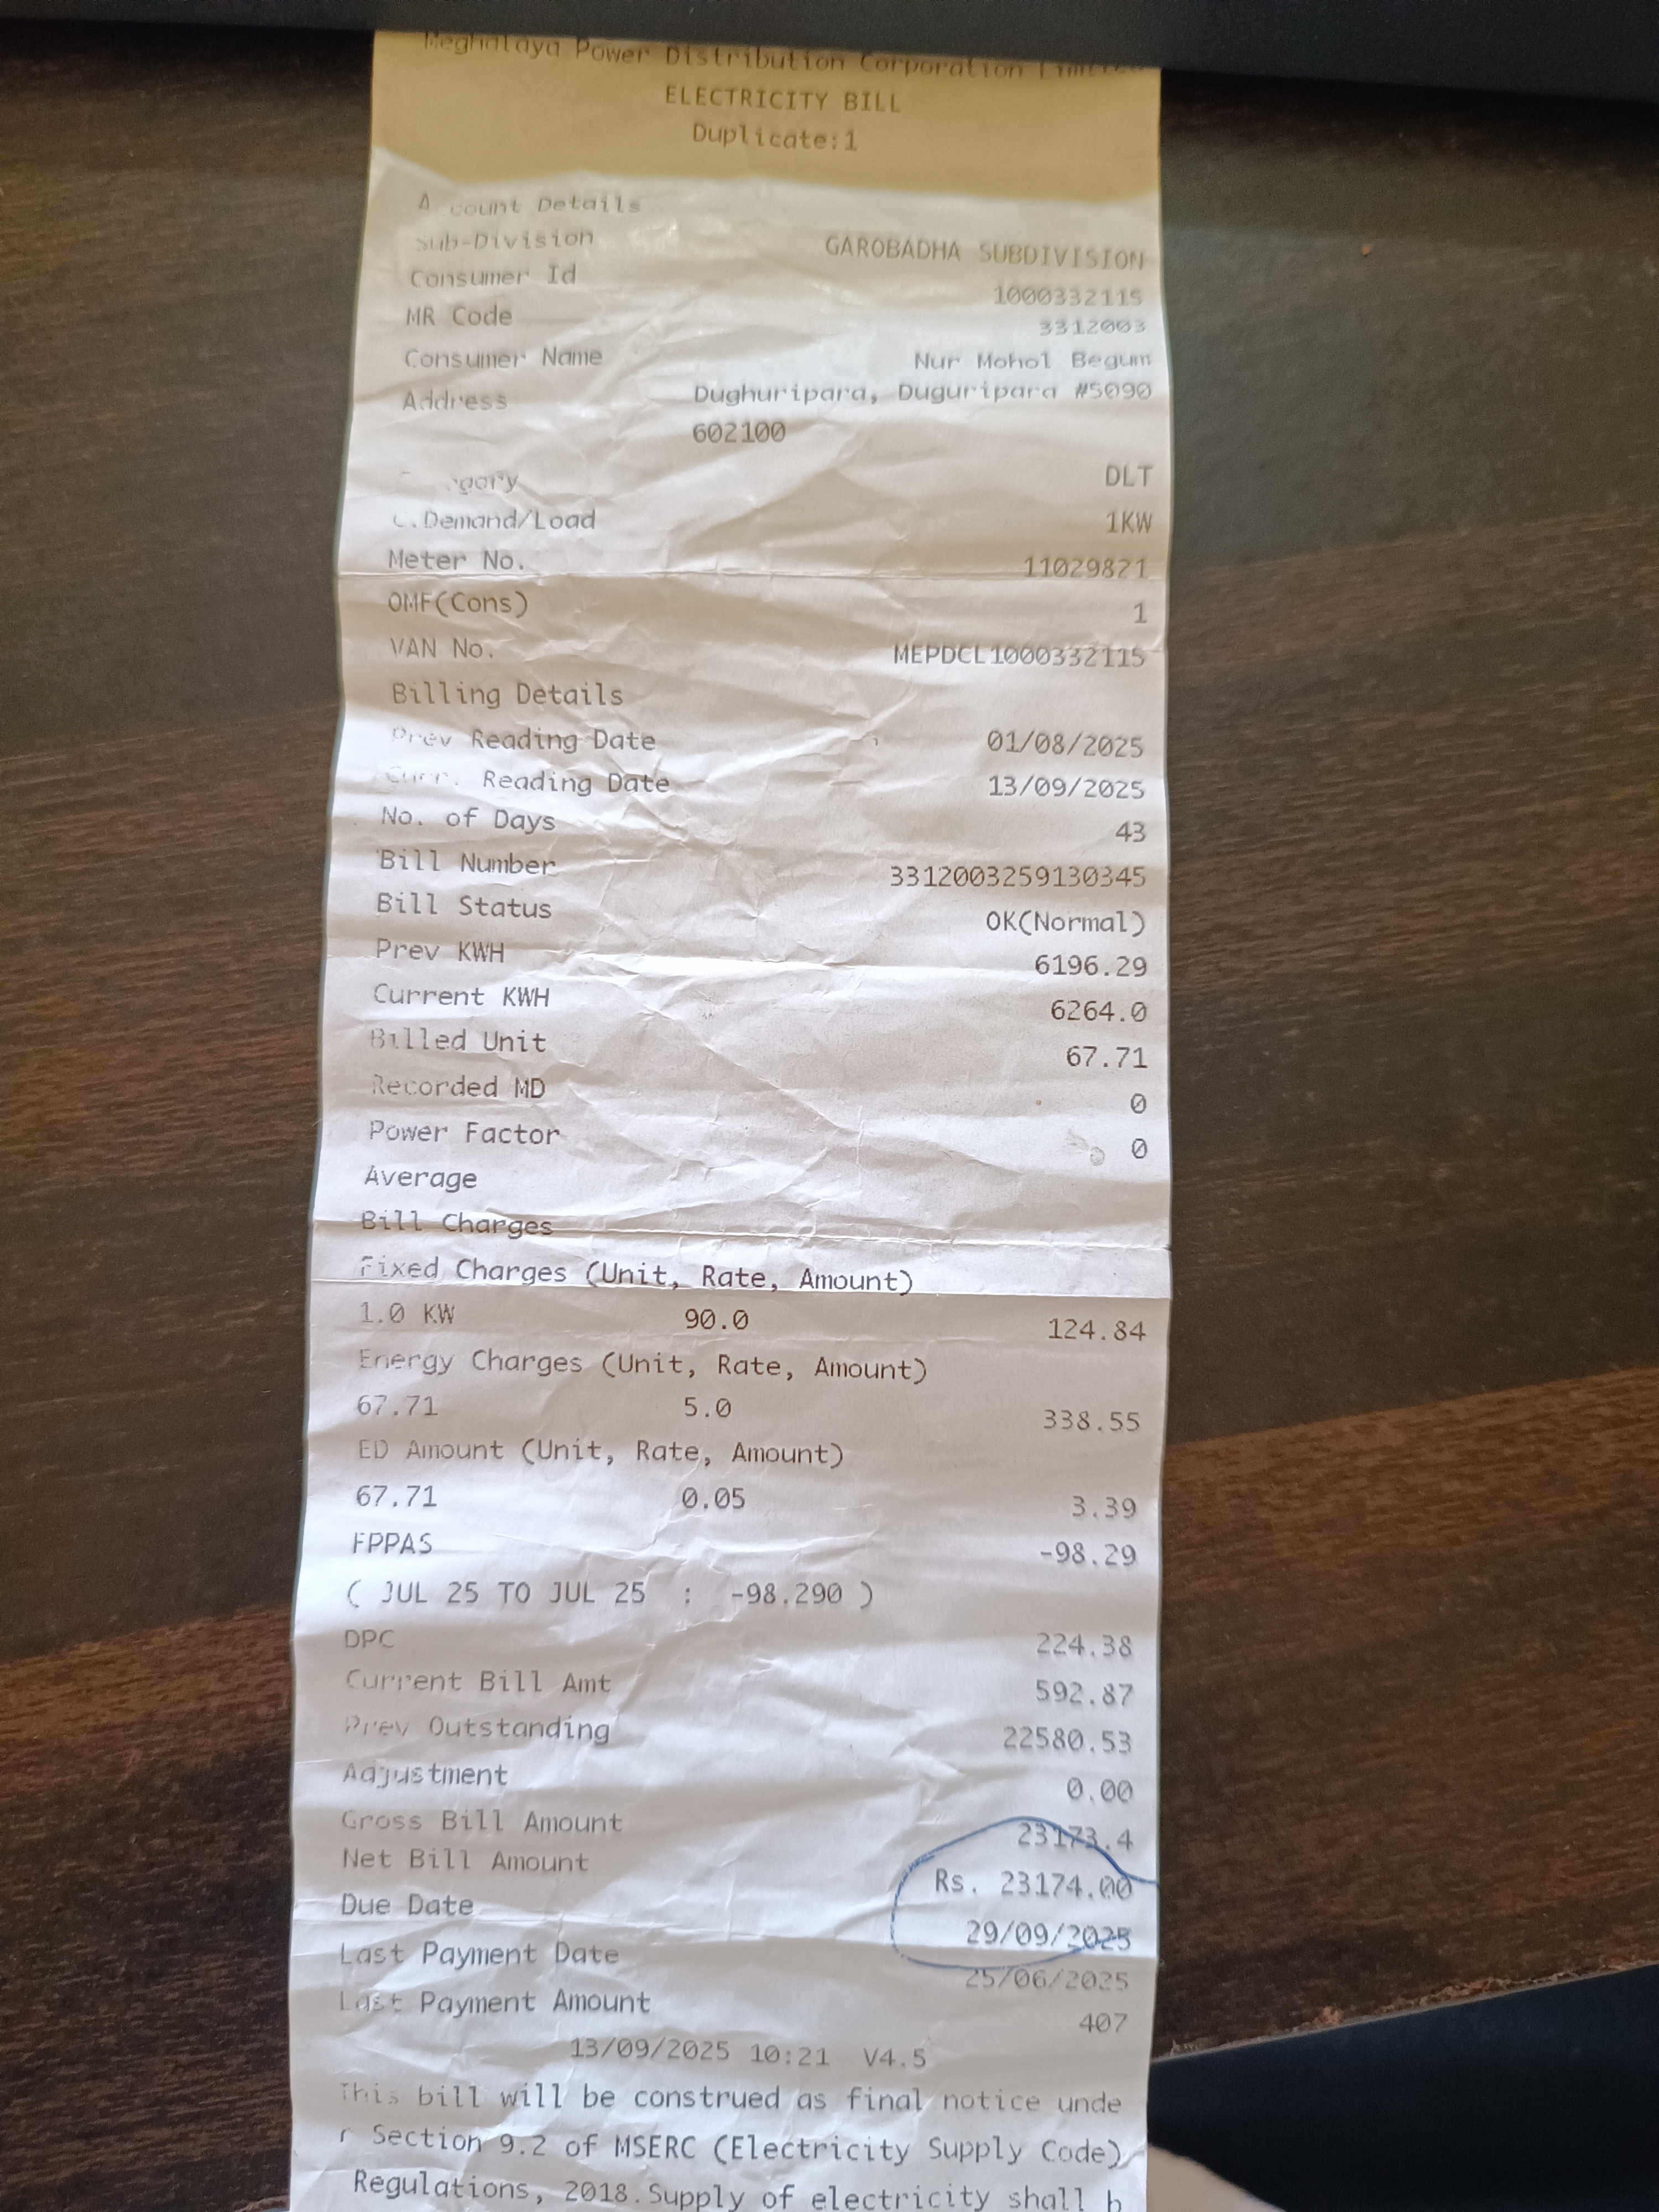 Meghalaya Power Distribution Corporation Limited
ELECTRICITY BILL
Duplicate:1
Account Details
Sub-Division GAROBADHA SUBDIVISION
Consumer Id 1000332115
MR Code 3312003
Consumer Name Nur Mohol Begum
Address Dughuripara, Duguripara #5090
602100
DLT
C.Demand/Load 1KW
Meter No. 11029821
OMF(Cons) 1
VAN No. MEPDCL1000332115
Billing Details
Prev Reading Date 01/08/2025
Curr. Reading Date 13/09/2025
No. of Days 43
Bill Number 3312003259130345
Bill Status OK(Normal)
Prev KWH 6196.29
Current KWH 6264.0
Billed Unit 67.71
Recorded MD 0
Power Factor 0
Average
Bill Charges
Fixed Charges (Unit, Rate, Amount)
1.0 KW 90.0 124.84
Energy Charges (Unit, Rate, Amount)
67.71 5.0 338.55
ED Amount (Unit, Rate, Amount)
67.71 0.05 3.39
FPPAS -98.29
( JUL 25 TO JUL 25 : -98.290 )
DPC 224.38
Current Bill Amt 592.87
Prev Outstanding 22580.53
Adjustment 0.00
Gross Bill Amount 23173.4
Net Bill Amount Rs. 23174.00
Due Date 29/09/2025
Last Payment Date 25/06/2025
Last Payment Amount 407
13/09/2025 10:21 V4.5
This bill will be construed as final notice unde
r Section 9.2 of MSERC (Electricity Supply Code)
Regulations, 2018.Supply of electricity shall b